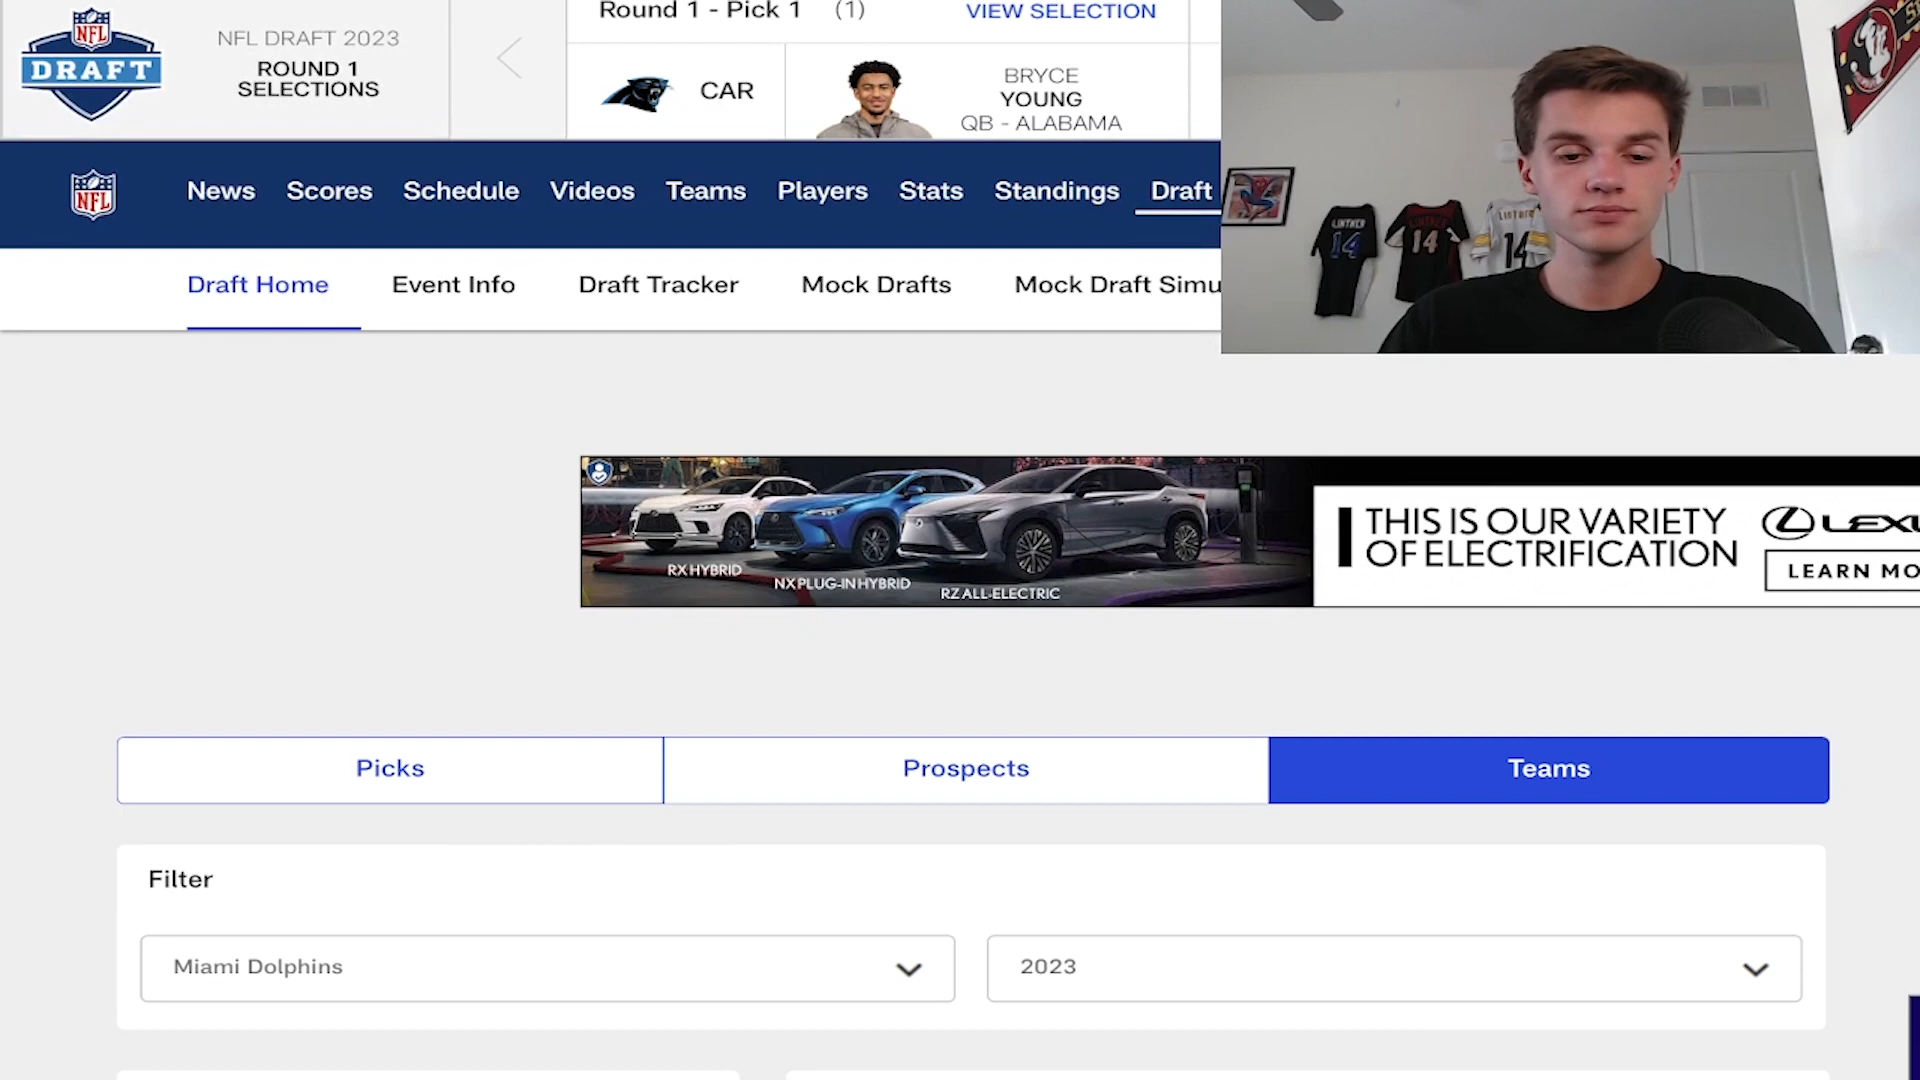 NFL
DRAFT
NFL DRAFT 2023
ROUND 1
SELECTIONS
Round 1 - Pick 1 (1)
VIEW SELECTION
CAR
BRYCE
YOUNG
QB - ALABAMA
NFL
News Scores Schedule Videos Teams Players Stats Standings Draft
Draft Home Event Info Draft Tracker Mock Drafts Mock Draft Simu
LINTNER
14
14
14
RX HYBRID
NX PLUG-IN HYBRID
RZ ALL-ELECTRIC
THIS IS OUR VARIETY
OF ELECTRIFICATION
LEXU
LEARN MO
Picks Prospects Teams
Filter
Miami Dolphins 2023